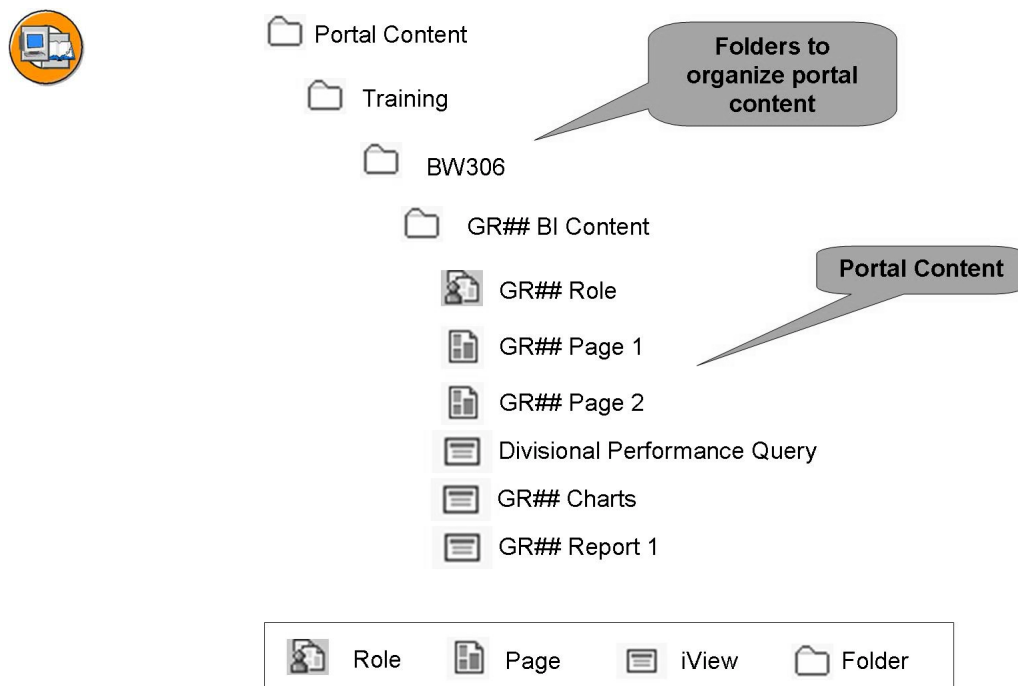 Portal Content
Folders to
organize portal
content
Training
BW306
GR## BI Content
Portal Content
GR## Role
GR## Page 1
GR## Page 2
Divisional Performance Query
GR## Charts
GR## Report 1
Role Page iView Folder